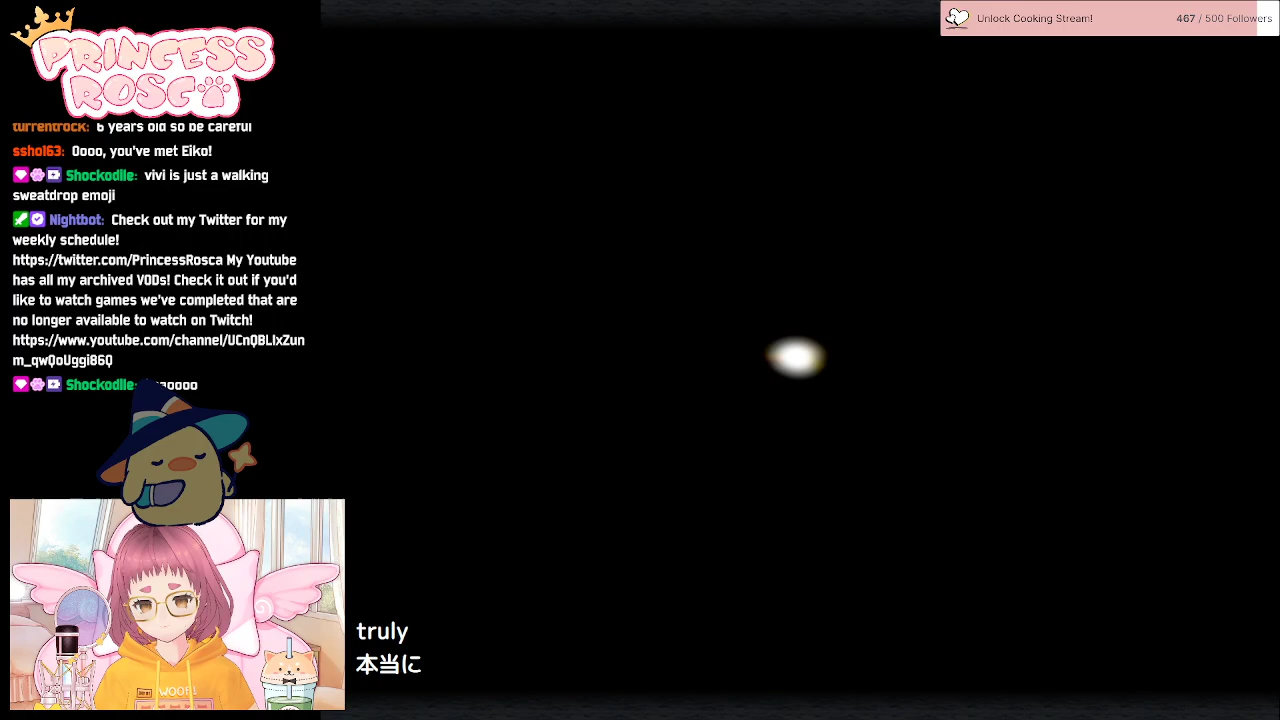 PRINCESS
ROSCA
Unlock Cooking Stream!
467 / 500 Followers
turrentrock: 6 years old so be careful
ssho163: Oooo, you've met Eiko!
Shockodile: vivi is just a walking
sweatdrop emoji
Nightbot: Check out my Twitter for my
weekly schedule!
https://twitter.com/PrincessRosca My Youtube
has all my archived VODs! Check it out if you'd
like to watch games we've completed that are
no longer available to watch on Twitch!
https://www.youtube.com/channel/UCnQBLlxZun
m_qwQoUggi86Q
Shockodile:
WOOF!
truly
本当に